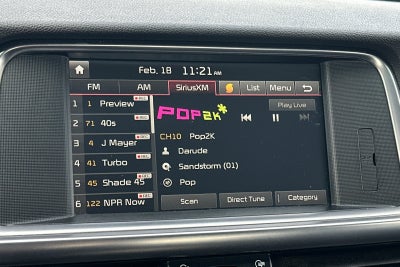 Feb. 18 11:21 AM
FM AM SiriusXM List Menu
1 1 Preview
2 71 40s
3 4 J Mayer
4 41 Turbo
5 45 Shade 45
6 122 NPR Now
POP2K
Play Live
CH10 Pop2K
Darude
Sandstorm (01)
Pop
Scan Direct Tune Category